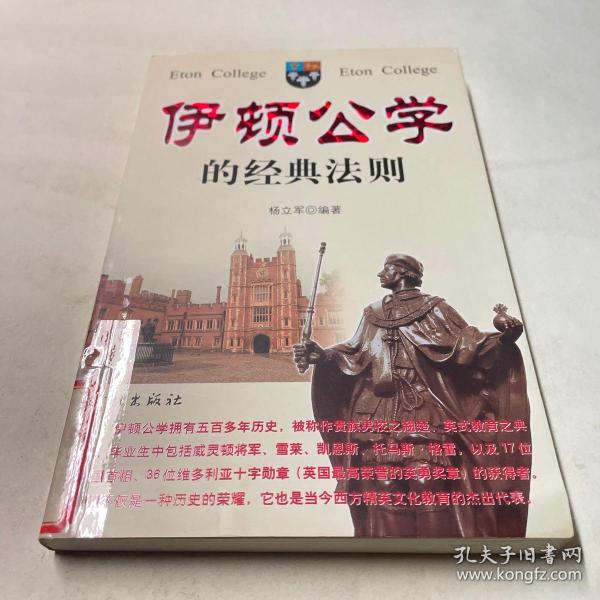 Eton College Eton College
伊顿公学
的经典法则
杨立军◎编著
出版社
伊顿公学拥有五百多年历史，被称作贵族男校之翘楚、英式教育之典
毕业生中包括威灵顿将军、雪莱、凯恩斯、托马斯·格雷，以及17位
首相、36位维多利亚十字勋章（英国最高荣誉的英勇奖章）的获得者。
仅是一种历史的荣耀，它也是当今西方精英文化教育的杰出代表。
孔夫子旧书网
www.kongfz.com